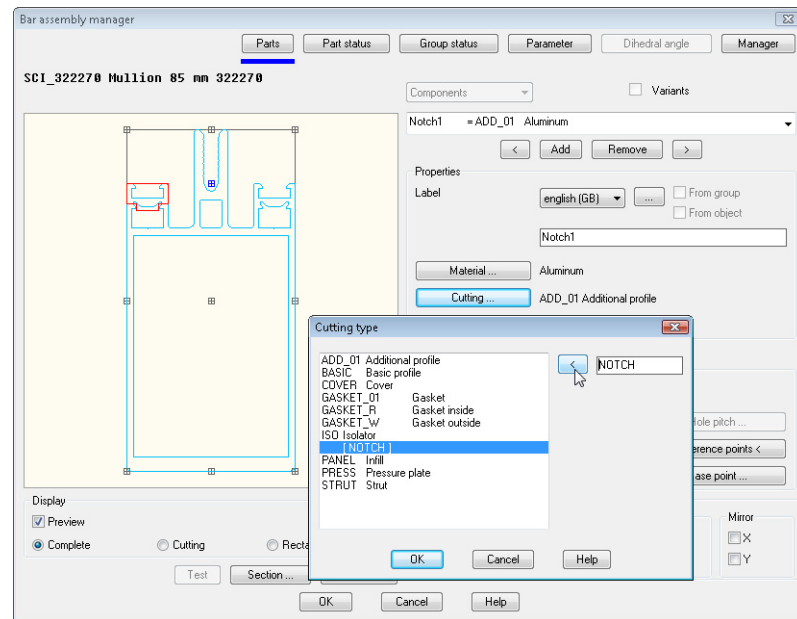 Bar assembly manager
Parts Part status Group status Parameter Dihedral angle Manager
SCI_322270 Mullion 85 mm 322270
Components Variants
Notch1 =ADD_01 Aluminum
< Add Remove >
Properties
Label english (GB) ... From group
From object
Notch1
Material ... Aluminum
Cutting ... ADD_01 Additional profile
Cutting type
ADD_01 Additional profile < NOTCH
BASIC Basic profile
COVER Cover
GASKET_01 Gasket
GASKET_R Gasket inside
GASKET_W Gasket outside
ISO Isolator
[ NOTCH ]
PANEL Infill
PRESS Pressure plate
STRUT Strut
OK Cancel Help
Hole pitch ...
points <
point ...
Display
Preview
Complete Cutting
Mirror
X
Y
Test Section ...
OK Cancel Help